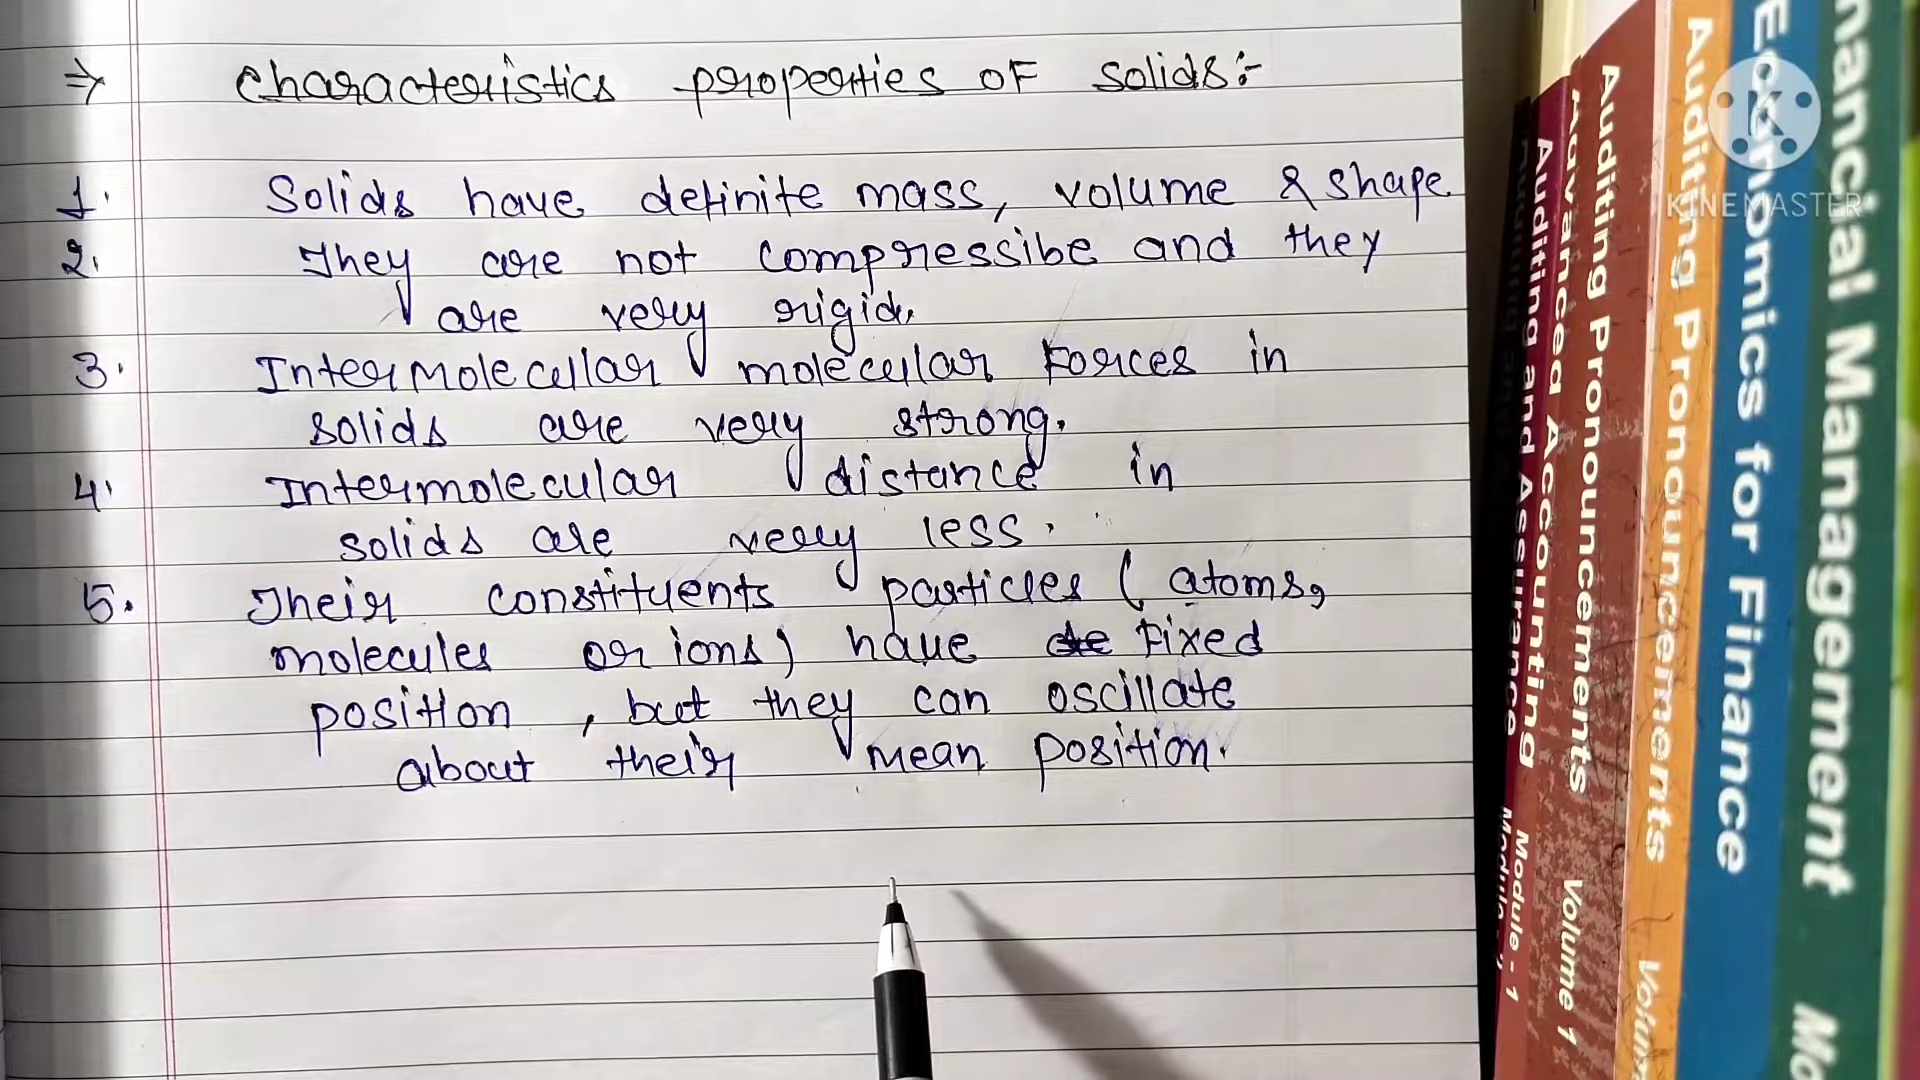 ⇒ Characteristics properties of solids:-
1. Solids have definite mass, volume & shape
2. They are not compressibe and they
are very rigid.
3. Intermolecular molecular forces in
solids are very strong.
4. Intermolecular distance in
solids are very less.
5. Their constituents particles ( atoms,
molecules or ions) have de fixed
position, but they can oscillate
about their mean position.
Auditing and Assurance Module - 1
Advanced Accounting
Auditing Pronouncements Volume 1
Auditing Pronouncements
Economics for Finance
nancial Management
K
KINEMASTER